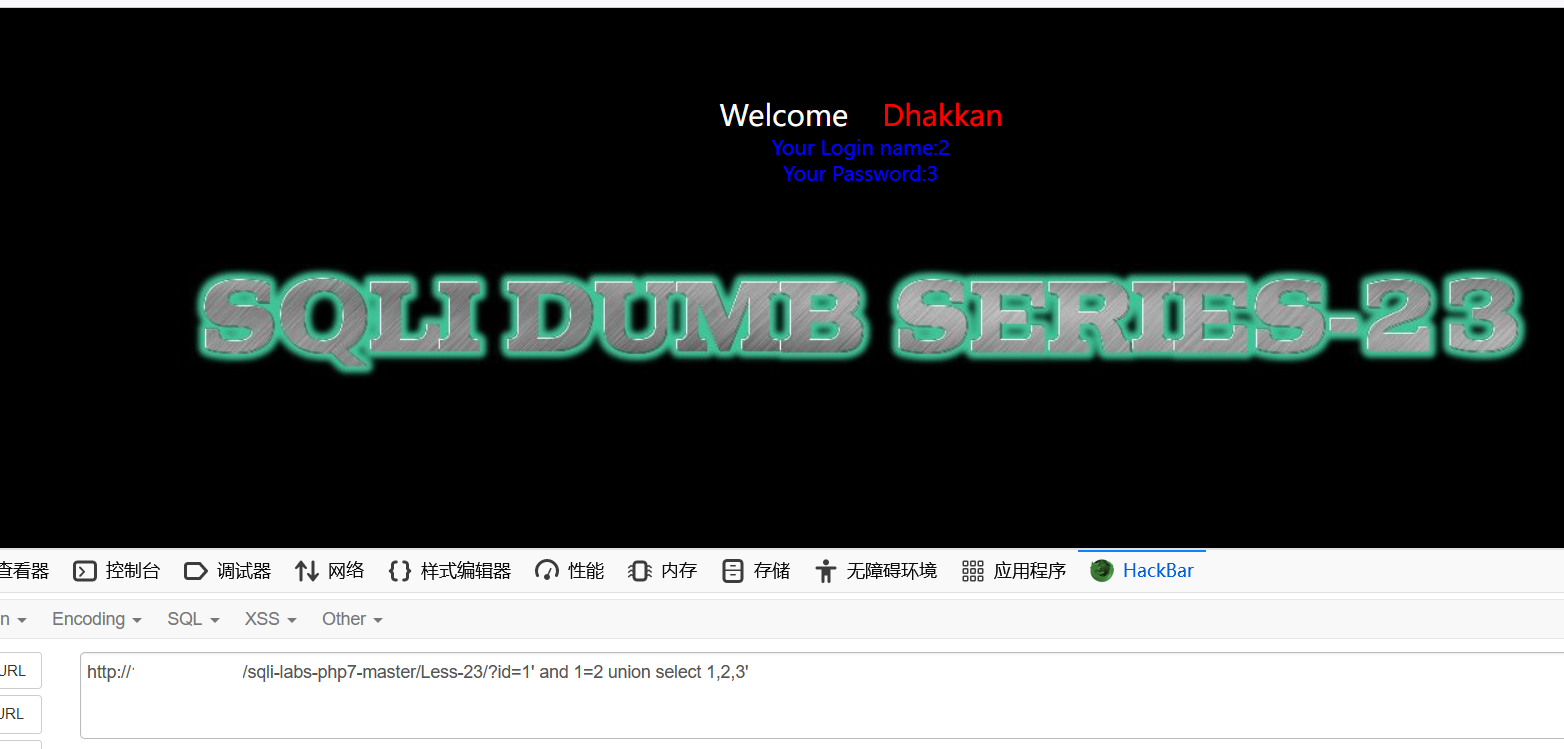 Welcome Dhakkan
Your Login name:2
Your Password:3
SQLI DUMB SERIES-23
查看器 控制台 调试器 网络 {} 样式编辑器 性能 内存 存储 无障碍环境 应用程序 HackBar
n Encoding SQL XSS Other
URL http:// /sqli-labs-php7-master/Less-23/?id=1' and 1=2 union select 1,2,3'
URL